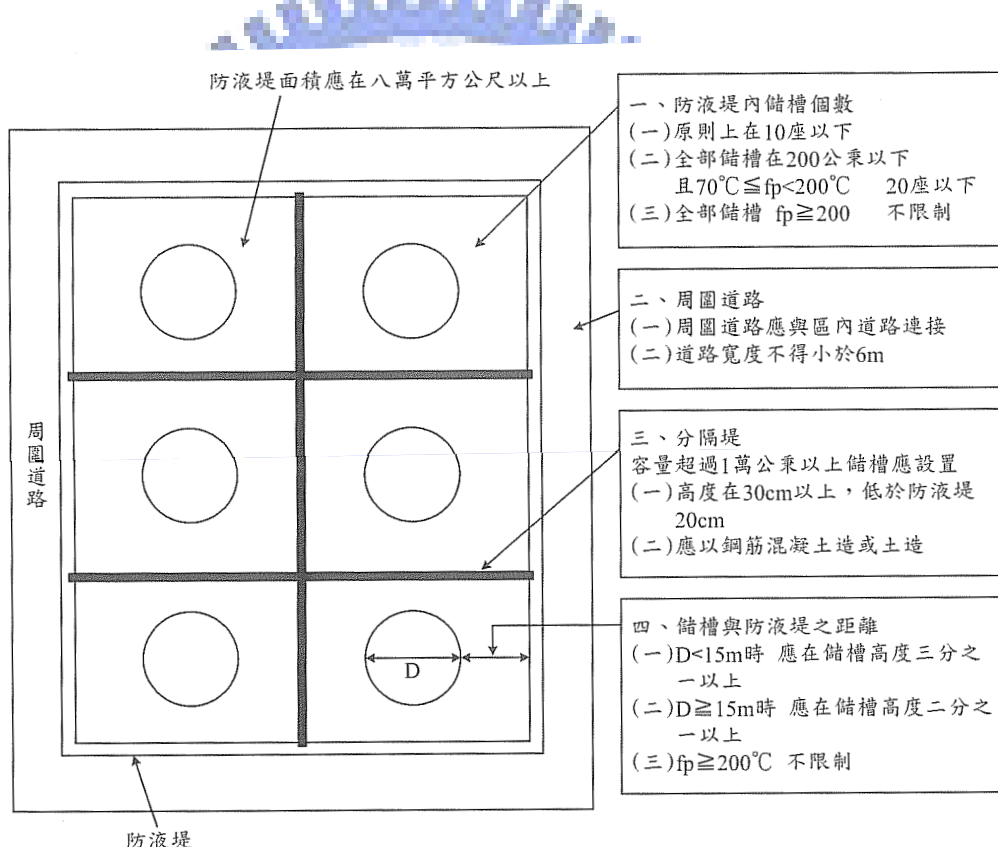 防液堤面積應在八萬平方公尺以上
一、防液堤內儲槽個數
(一)原則上在10座以下
(二)全部儲槽在200公秉以下
且70℃≦fp<200℃ 20座以下
(三)全部儲槽 fp≧200 不限制
二、周圍道路
(一)周圍道路應與區內道路連接
(二)道路寬度不得小於6m
三、分隔堤
容量超過1萬公秉以上儲槽應設置
(一)高度在30cm以上，低於防液堤
20cm
(二)應以鋼筋混凝土造或土造
四、儲槽與防液堤之距離
(一)D<15m時 應在儲槽高度三分之
一以上
(二)D≧15m時 應在儲槽高度二分之
一以上
(三)fp≧200℃ 不限制
周圍道路
D
防液堤